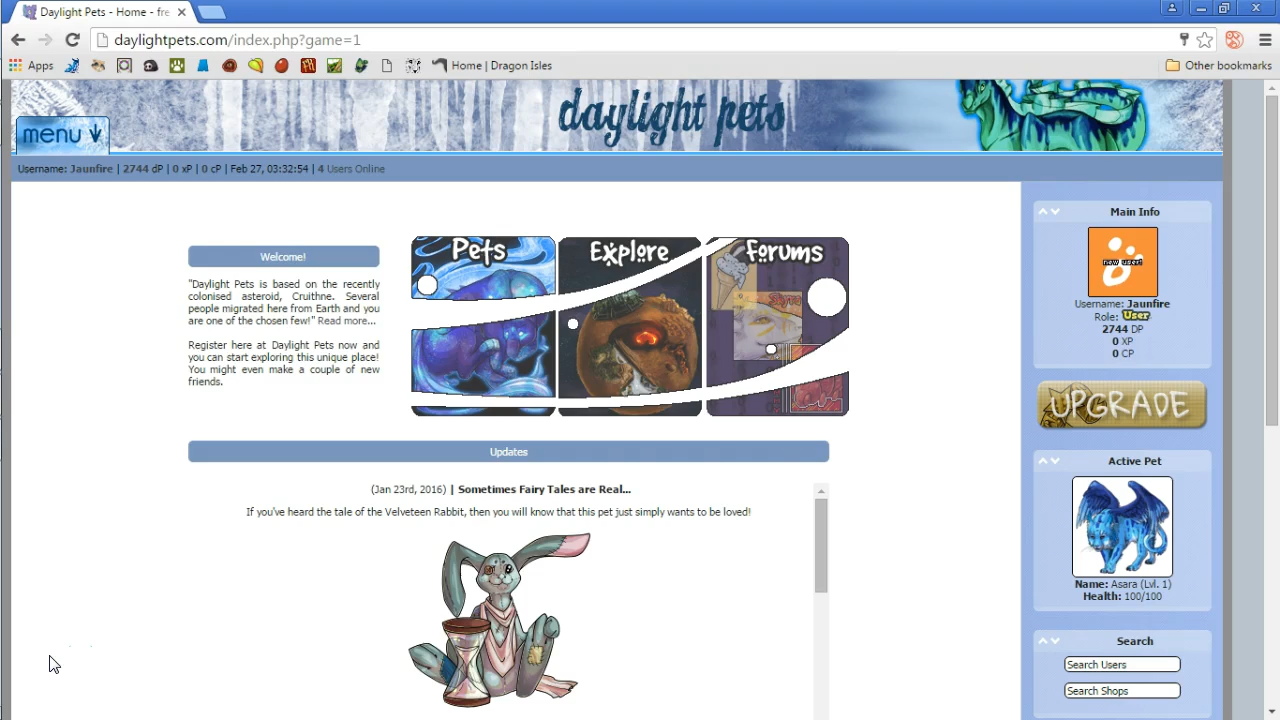 Daylight Pets - Home - fre
daylightpets.com/index.php?game=1
Apps
Home | Dragon Isles
Other bookmarks
daylight pets
menu
Username: Jaunfire | 2744 dP | 0 xP | 0 cP | Feb 27, 03:32:54 | 4 Users Online
Welcome!
"Daylight Pets is based on the recently
colonised asteroid, Cruithne. Several
people migrated here from Earth and you
are one of the chosen few!" Read more...
Register here at Daylight Pets now and
you can start exploring this unique place!
You might even make a couple of new
friends.
Pets
Explore
Forums
Updates
(Jan 23rd, 2016) | Sometimes Fairy Tales are Real...
If you've heard the tale of the Velveteen Rabbit, then you will know that this pet just simply wants to be loved!
Main Info
new user!
Username: Jaunfire
Role: User
2744 DP
0 XP
0 CP
UPGRADE
Active Pet
Name: Asara (Lvl. 1)
Health: 100/100
Search
Search Users
Search Shops